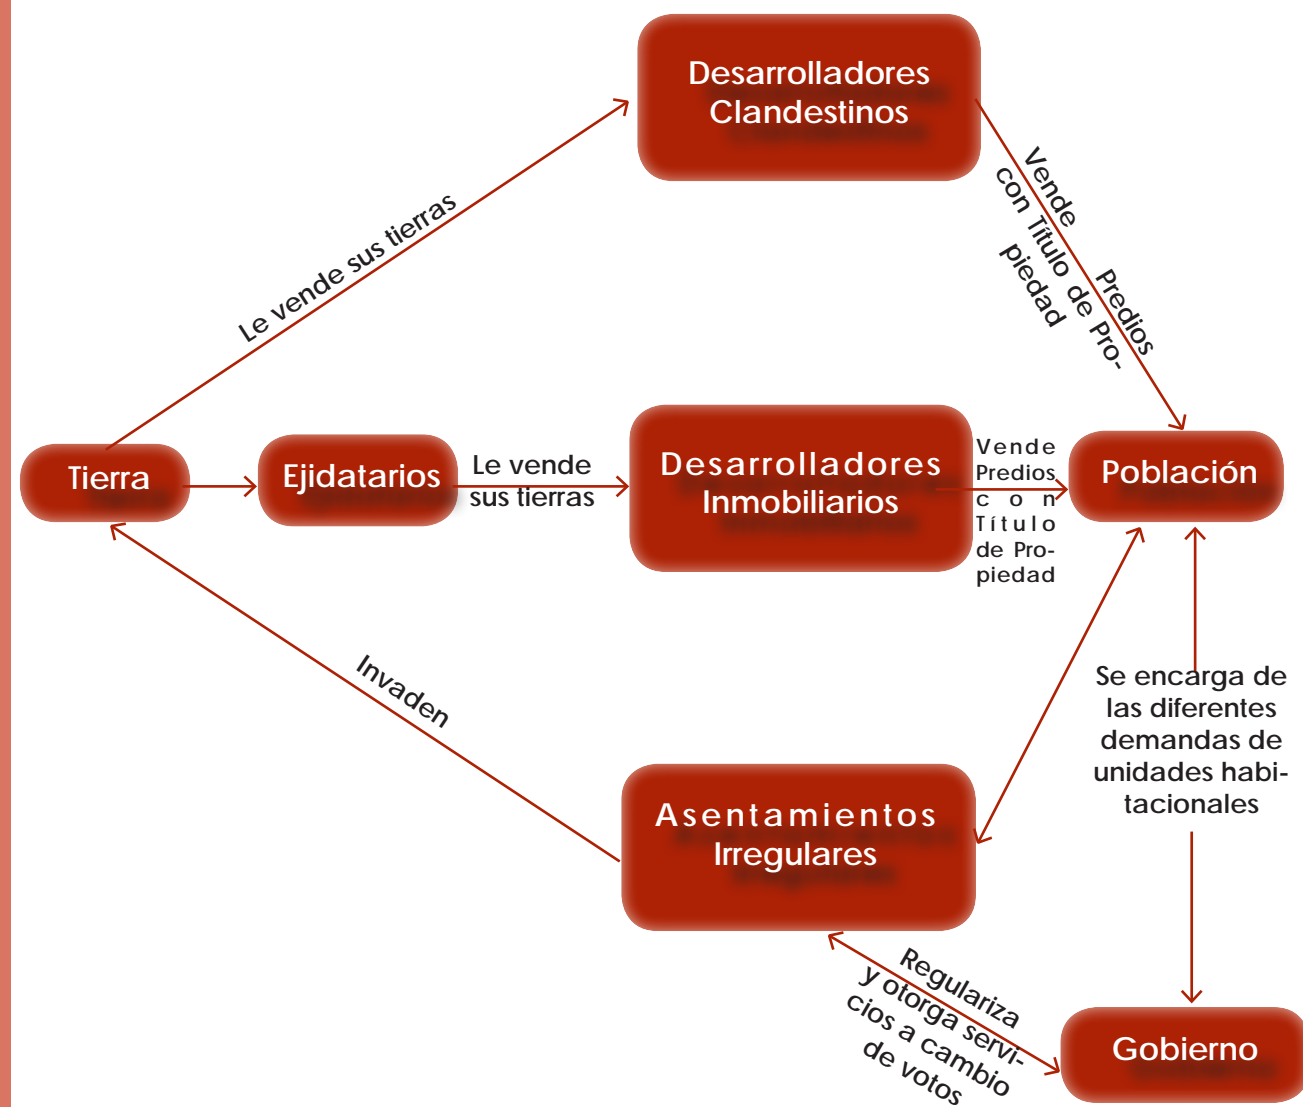 Desarrolladores
Clandestinos
Le vende sus tierras
Vende Predios
con Título de Pro-
piedad
Tierra
Ejidatarios
Le vende
sus tierras
Desarrolladores
Inmobiliarios
Vende
Predios
con
Título
de Pro-
piedad
Población
Invaden
Se encarga de
las diferentes
demandas de
unidades habi-
tacionales
Asentamientos
Irregulares
Regulariza
y otorga servi-
cios a cambio
de votos
Gobierno